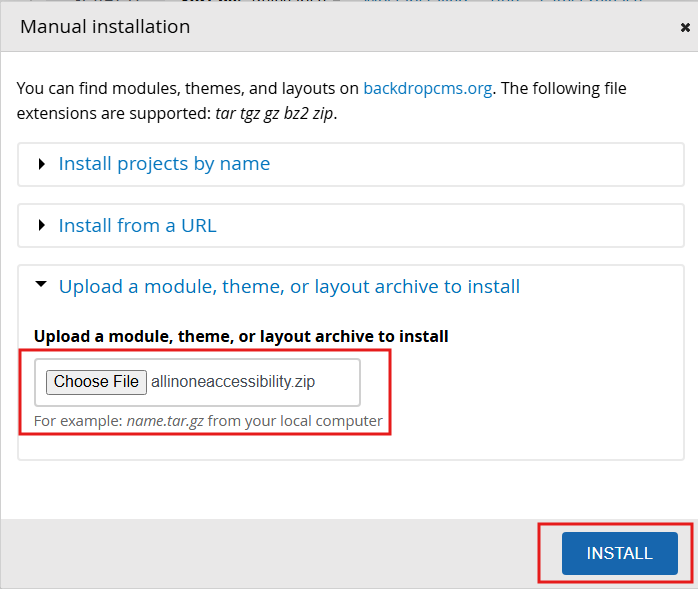 Manual installation
You can find modules, themes, and layouts on backdropcms.org. The following file
extensions are supported: tar tgz gz bz2 zip.
Install projects by name
Install from a URL
Upload a module, theme, or layout archive to install
Upload a module, theme, or layout archive to install
Choose File allinoneaccessibility.zip
For example: name.tar.gz from your local computer
INSTALL